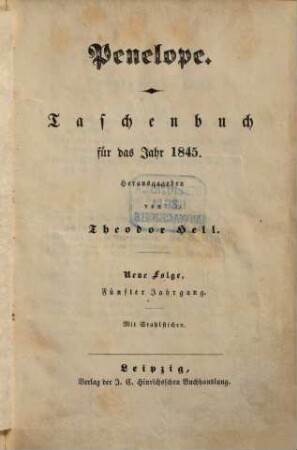 Penelope.
Taschenbuch
für das Jahr 1845.
Herausgegeben
von
Theodor Hell.
Neue Folge,
Fünfter Jahrgang.
Mit Stahlstichen.
Leipzig,
Verlag der J. C. Hinrichsschen Buchhandlung.